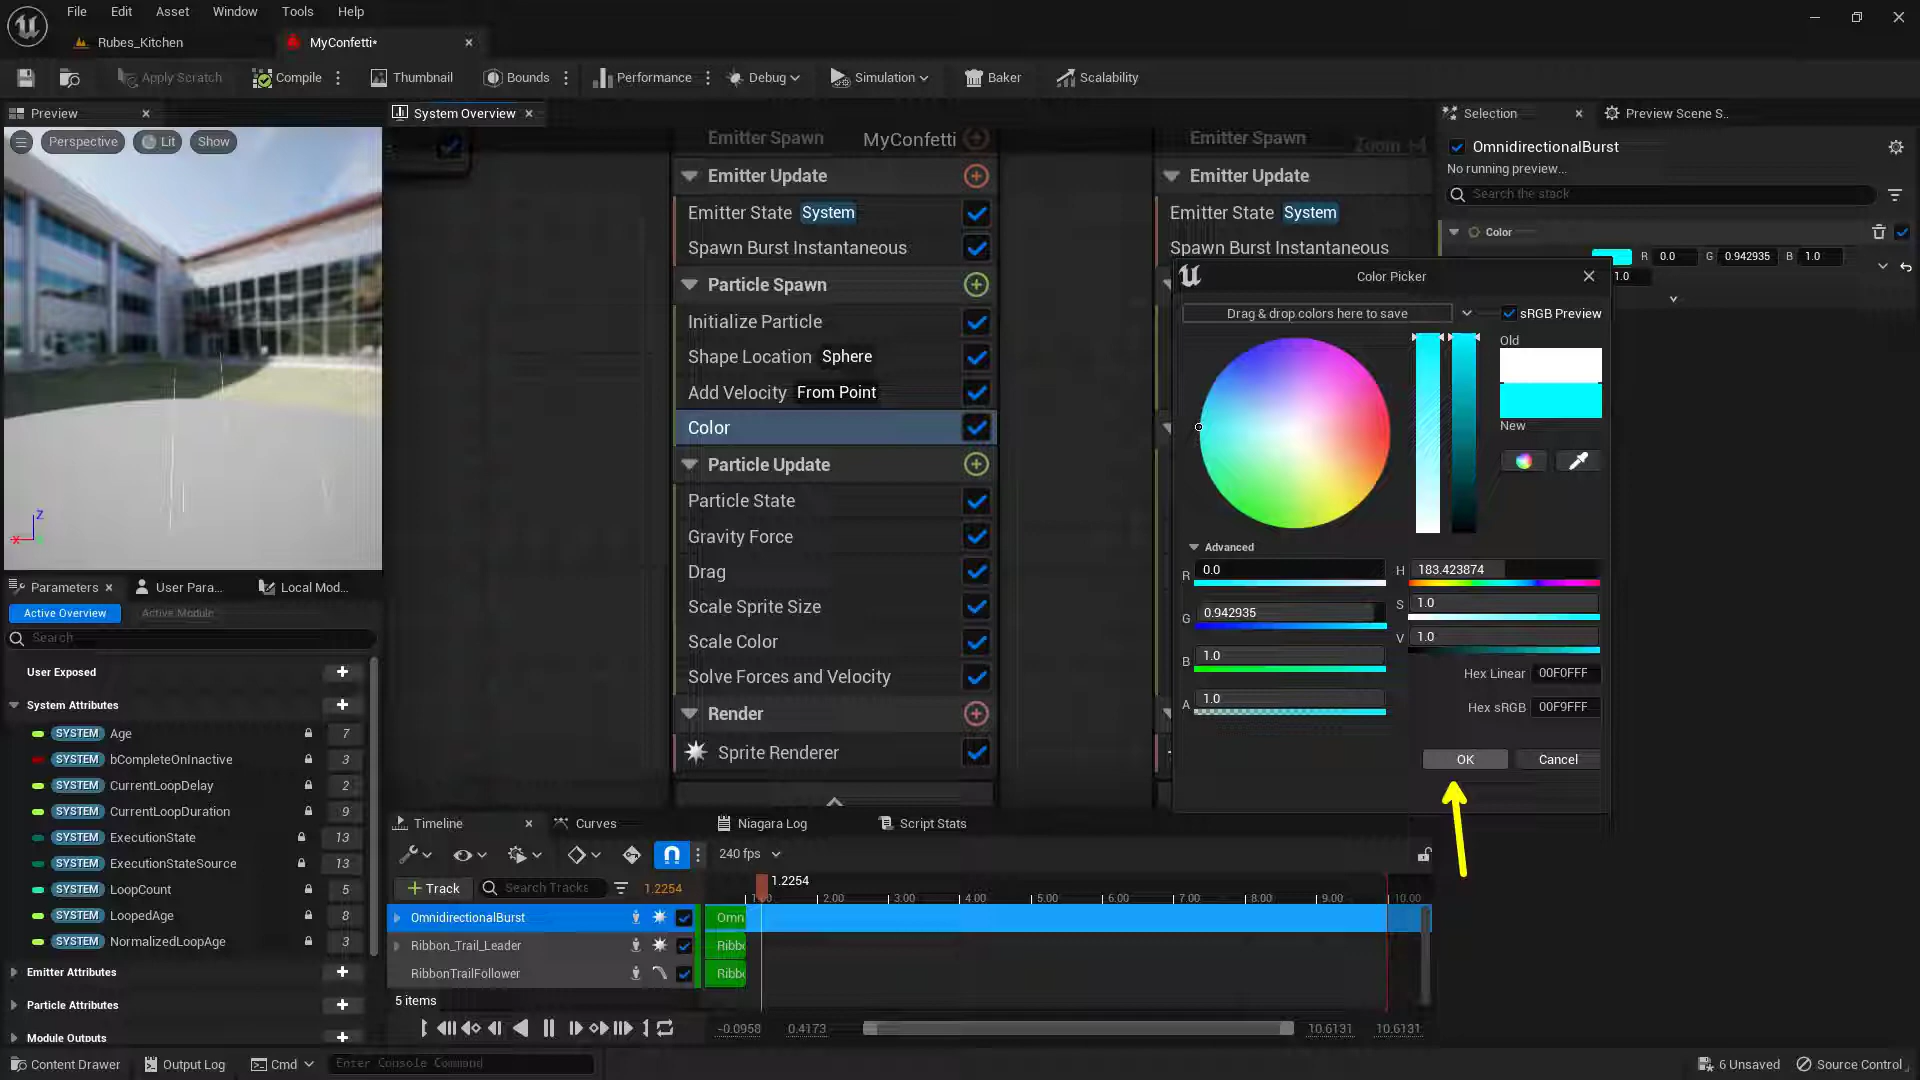 File Edit Asset Window Tools Help
Rubes_Kitchen
MyConfetti*
Apply Scratch
Compile
Thumbnail
Bounds
Performance
Debug
Simulation
Baker
Scalability
Preview
System Overview
Selection
Preview Scene S..
Perspective
Lit
Show
Emitter Spawn
MyConfetti
Emitter Spawn
Zoom
OmnidirectionalBurst
No running preview...
Search the stack
Emitter Update
Emitter Update
Emitter State System
Emitter State System
Color
Spawn Burst Instantaneous
Spawn Burst Instantaneous
R 0.0 G 0.942935 B 1.0
1.0
Color Picker
Particle Spawn
Drag & drop colors here to save
sRGB Preview
Initialize Particle
Old
Shape Location Sphere
Add Velocity From Point
Color
New
Particle Update
Particle State
Gravity Force
Advanced
Drag
R 0.0
H 183.423874
Scale Sprite Size
G 0.942935
S 1.0
Scale Color
V 1.0
B 1.0
Solve Forces and Velocity
Hex Linear 00F0FFF
A 1.0
Hex sRGB 00F9FFF
Render
Sprite Renderer
OK
Cancel
Z
X
Parameters
User Para...
Local Mod...
Active Overview
Active Module
Search
User Exposed
System Attributes
SYSTEM Age 7
SYSTEM bCompleteOnInactive 3
SYSTEM CurrentLoopDelay 2
SYSTEM CurrentLoopDuration 9
SYSTEM ExecutionState 13
SYSTEM ExecutionStateSource 13
SYSTEM LoopCount 5
SYSTEM LoopedAge 8
SYSTEM NormalizedLoopAge 3
Emitter Attributes
Particle Attributes
Module Outputs
Timeline
Curves
Niagara Log
Script Stats
240 fps
Track
Search Tracks
1.2254
1.2254
2.00 3.00 4.00 5.00 6.00 7.00 8.00 9.00 10.00
OmnidirectionalBurst
Omn
Ribbon_Trail_Leader
Ribb
RibbonTrailFollower
Ribb
5 items
-0.0958
0.4173
10.6131
10.6131
Content Drawer
Output Log
Cmd
Enter Console Command
6 Unsaved
Source Control